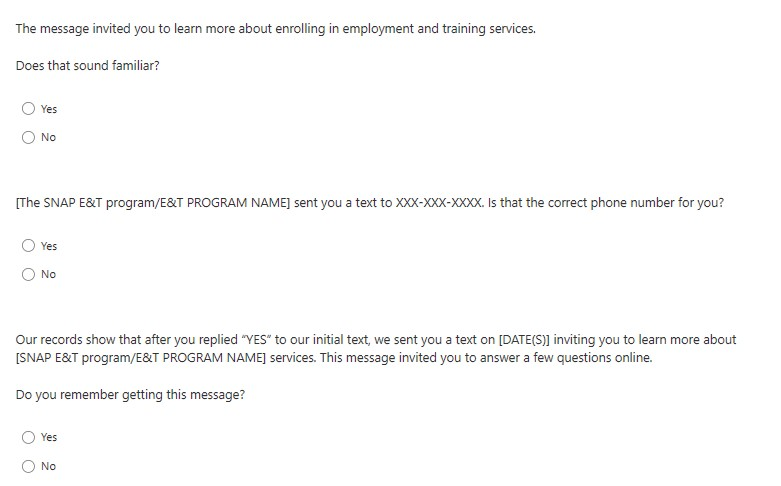 The message invited you to learn more about enrolling in employment and training services.
Does that sound familiar?
Yes
No
[The SNAP E&T program/E&T PROGRAM NAME] sent you a text to XXX-XXX-XXXX. Is that the correct phone number for you?
Yes
No
Our records show that after you replied “YES” to our initial text, we sent you a text on [DATE(S)] inviting you to learn more about
[SNAP E&T program/E&T PROGRAM NAME] services. This message invited you to answer a few questions online.
Do you remember getting this message?
Yes
No